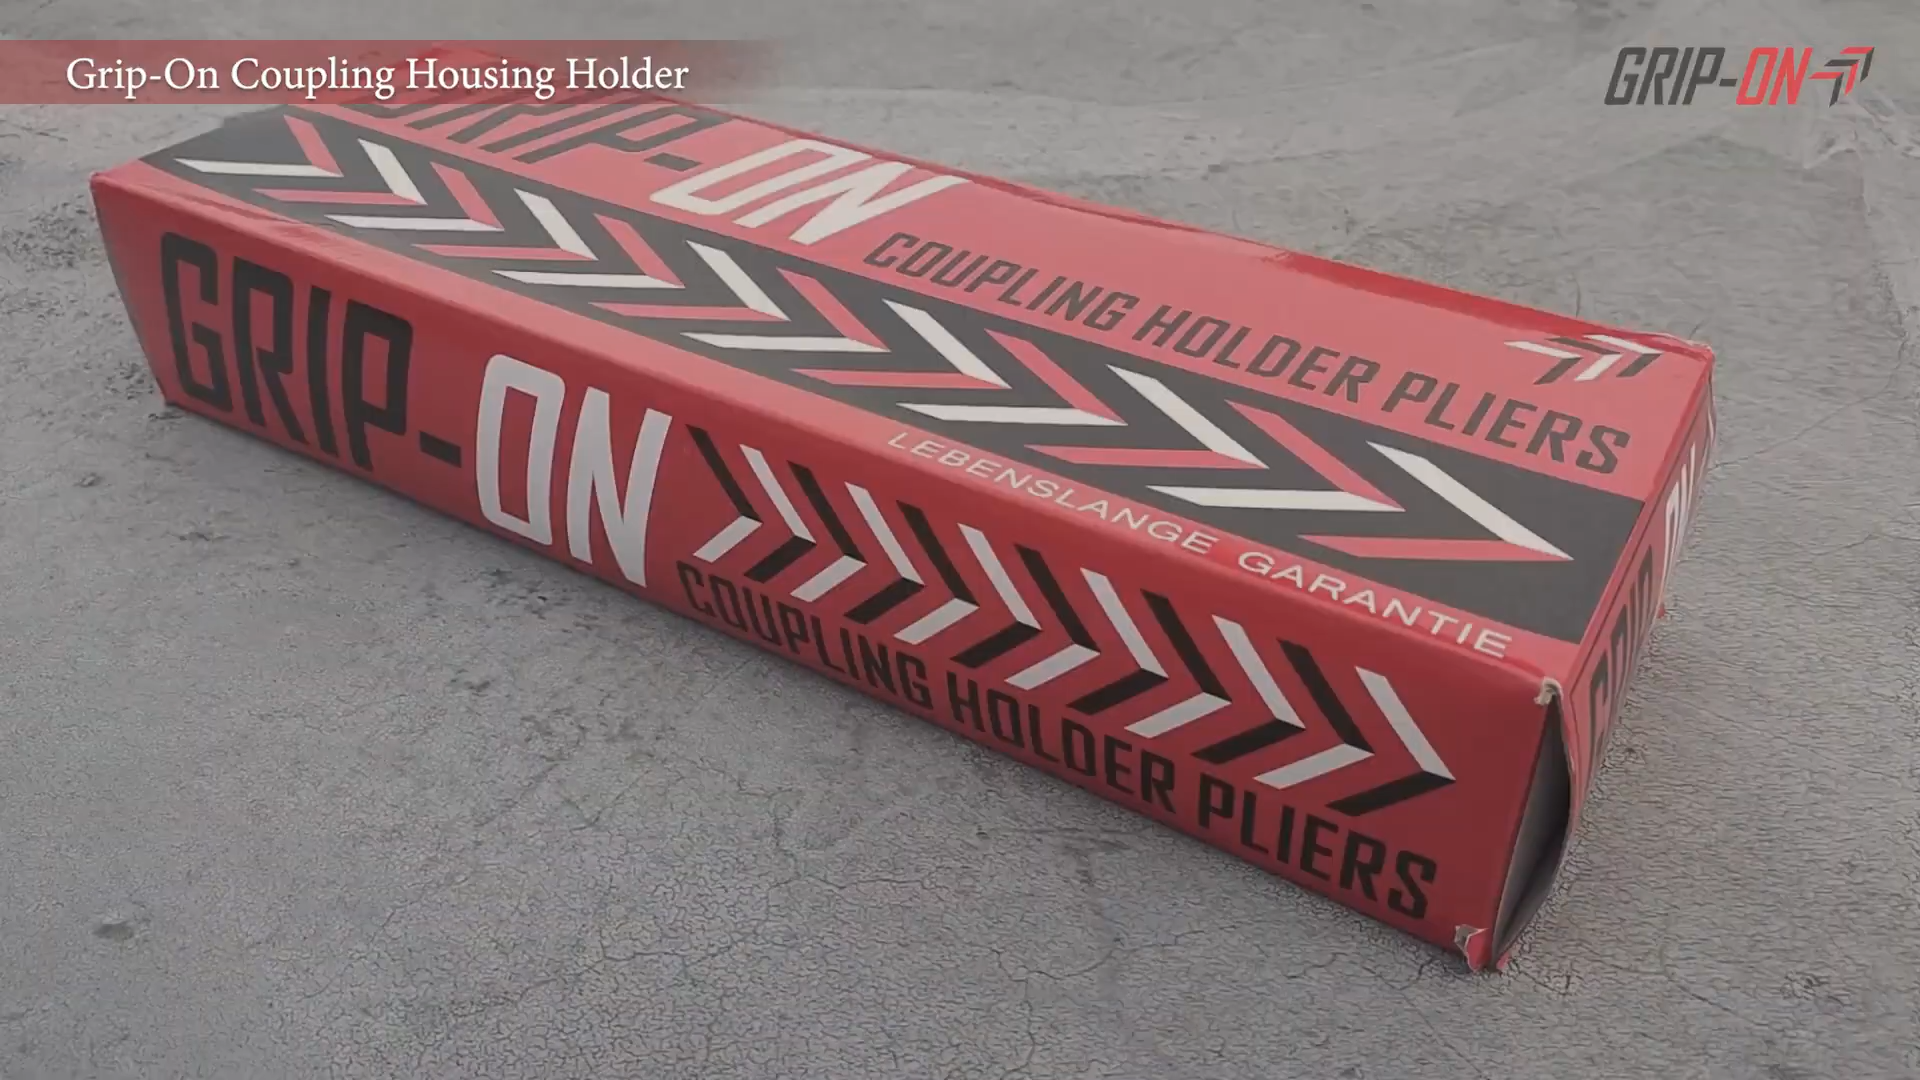 Grip-On Coupling Housing Holder
GRIP-ON
GRIP-ON
COUPLING HOLDER PLIERS
LEBENSLANGE GARANTIE
GRIP-ON
COUPLING HOLDER PLIERS